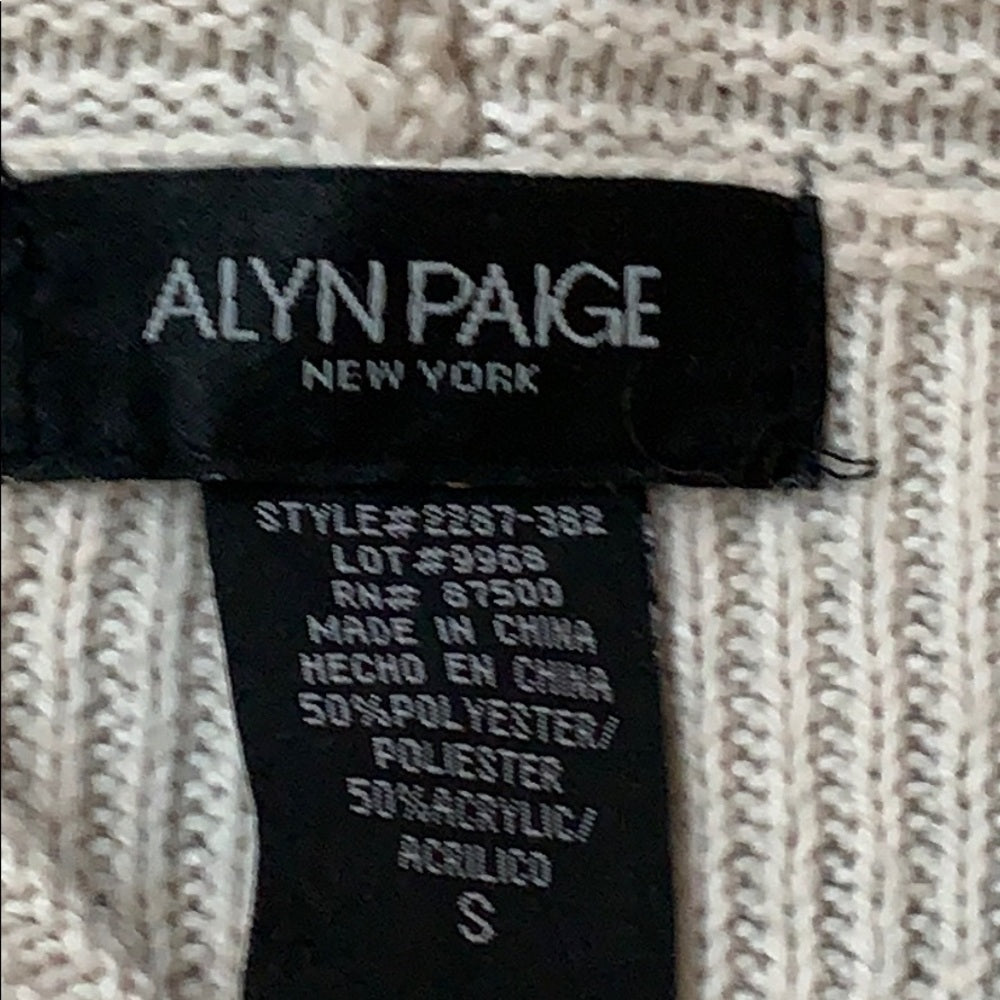 ALYN PAIGE
NEW YORK
STYLE#2287-382
LOT #9968
RN# 87500
MADE IN CHINA
HECHO EN CHINA
50%POLYESTER//
POLIESTER
50%ACRYLIC//
ACRILICO
S